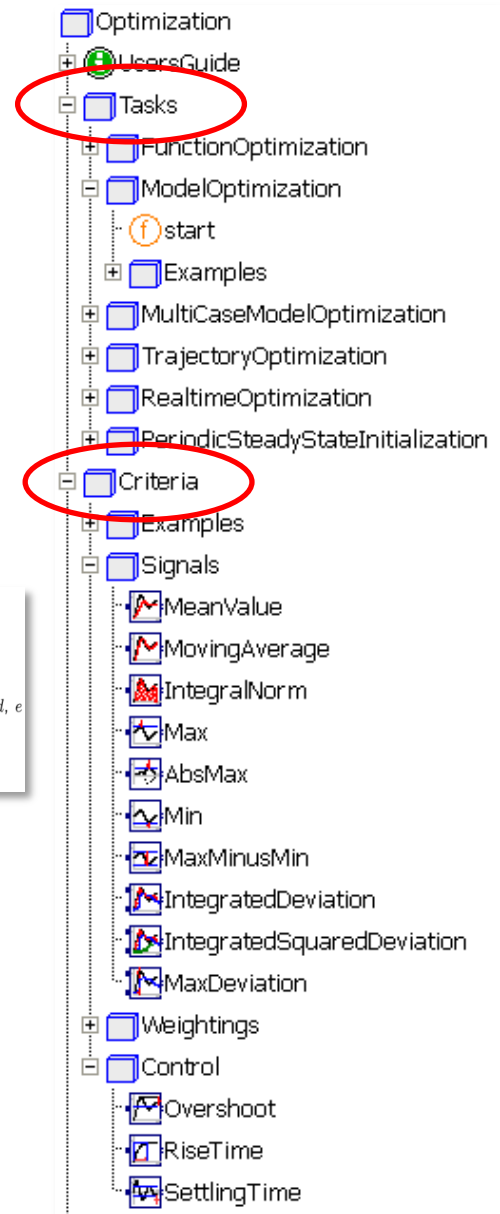 Optimization
UsersGuide
Tasks
FunctionOptimization
ModelOptimization
f start
Examples
MultiCaseModelOptimization
TrajectoryOptimization
RealtimeOptimization
PeriodicSteadyStateInitialization
Criteria
Examples
Signals
MeanValue
MovingAverage
IntegralNorm
d, e
Max
AbsMax
Min
MaxMinusMin
IntegratedDeviation
IntegratedSquaredDeviation
MaxDeviation
Weightings
Control
Overshoot
RiseTime
SettlingTime